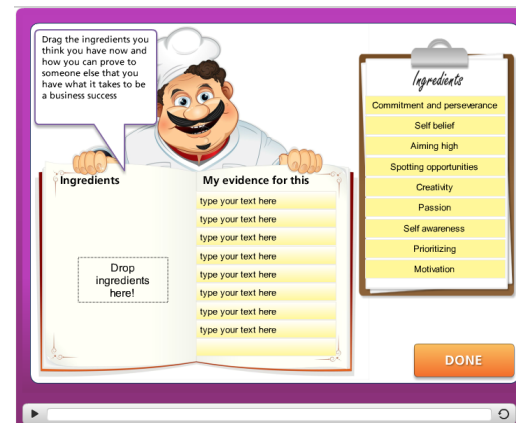 Drag the ingredients you
think you have now and
how you can prove to
someone else that you
have what it takes to be
a business success
Ingredients
My evidence for this
type your text here
type your text here
type your text here
type your text here
type your text here
type your text here
type your text here
type your text here
Drop
ingredients
here!
Ingredients
Commitment and perseverance
Self belief
Aiming high
Spotting opportunities
Creativity
Passion
Self awareness
Prioritizing
Motivation
DONE